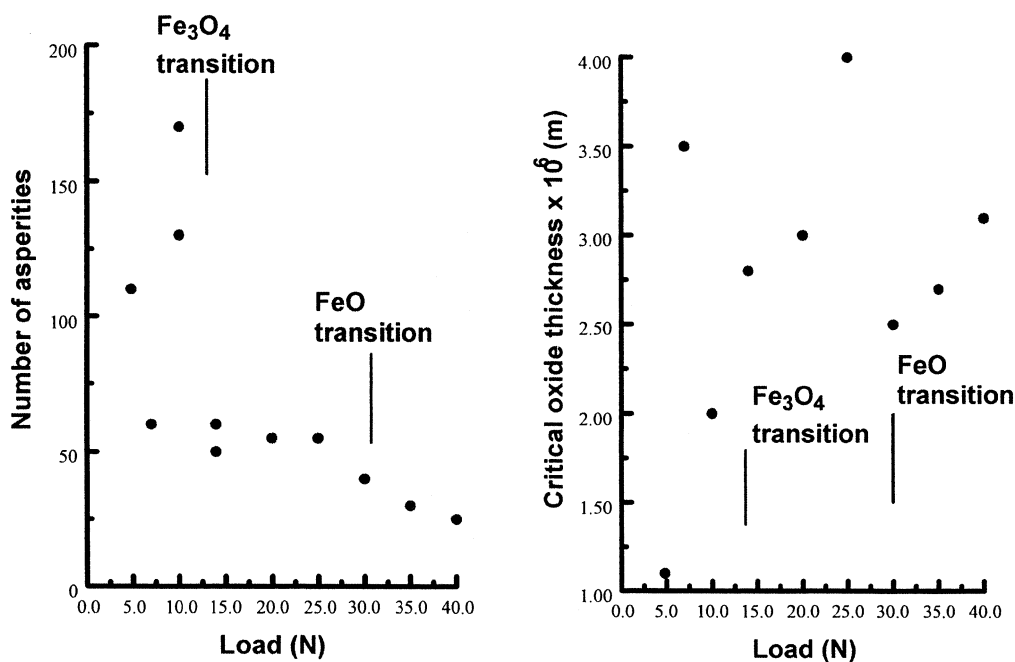 Fe₃O₄
transition
200
150
100
50
0
Number of asperities
FeO
transition
0.0 5.0 10.0 15.0 20.0 25.0 30.0 35.0 40.0
Load (N)
4.00
3.50
3.00
2.50
2.00
1.50
1.00
Critical oxide thickness x 10⁶ (m)
Fe₃O₄
transition
FeO
transition
0.0 5.0 10.0 15.0 20.0 25.0 30.0 35.0 40.0
Load (N)